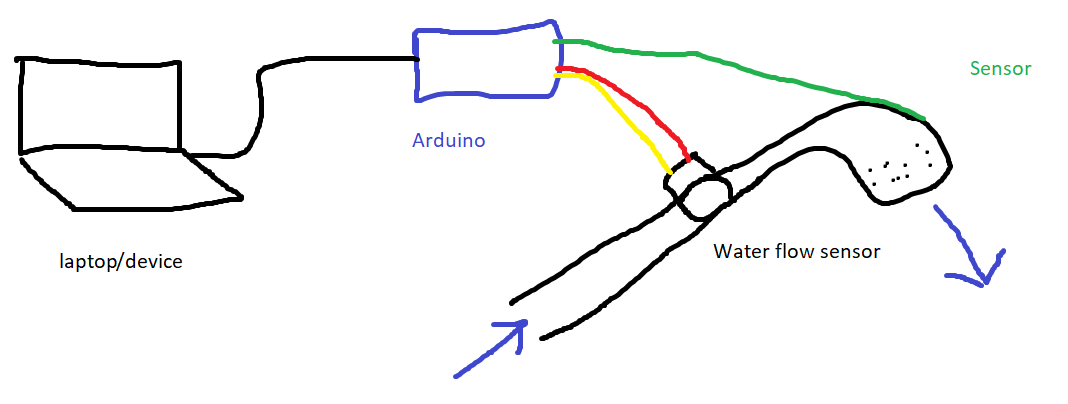 Sensor
Arduino
Water flow sensor
laptop/device